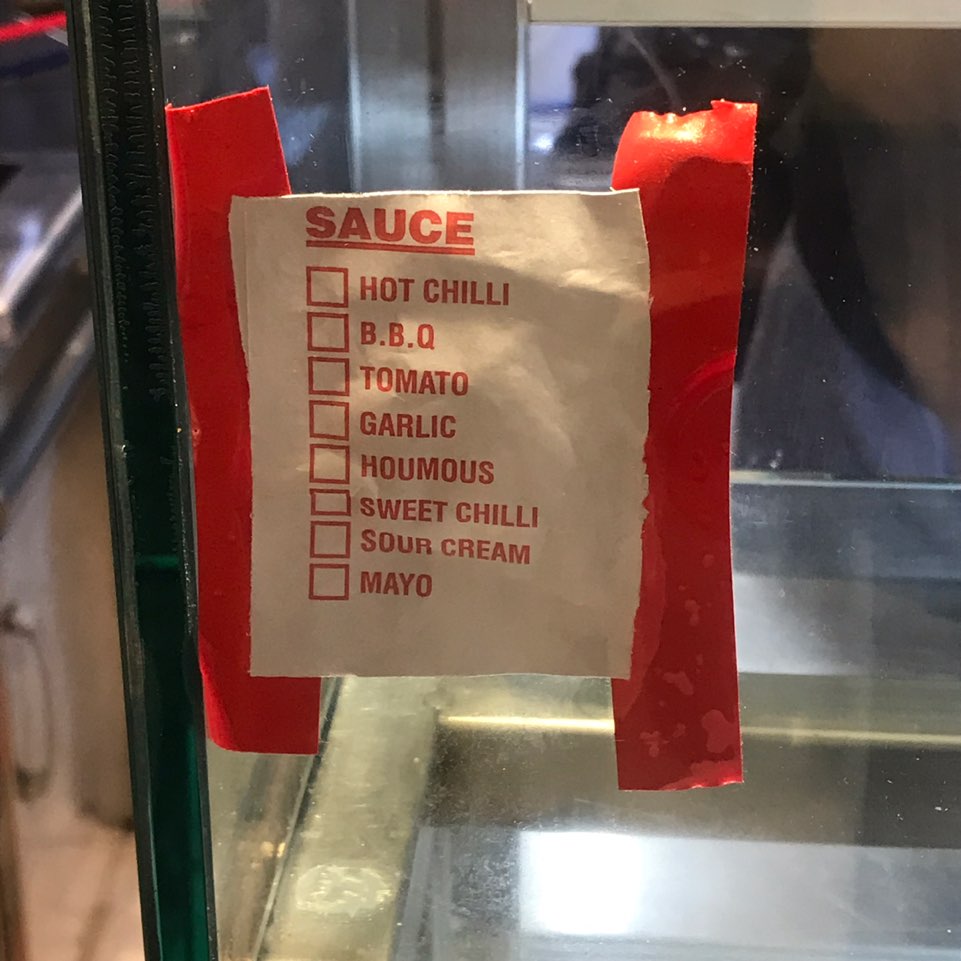 SAUCE
HOT CHILLI
B.B.Q
TOMATO
GARLIC
HOUMOUS
SWEET CHILLI
SOUR CREAM
MAYO